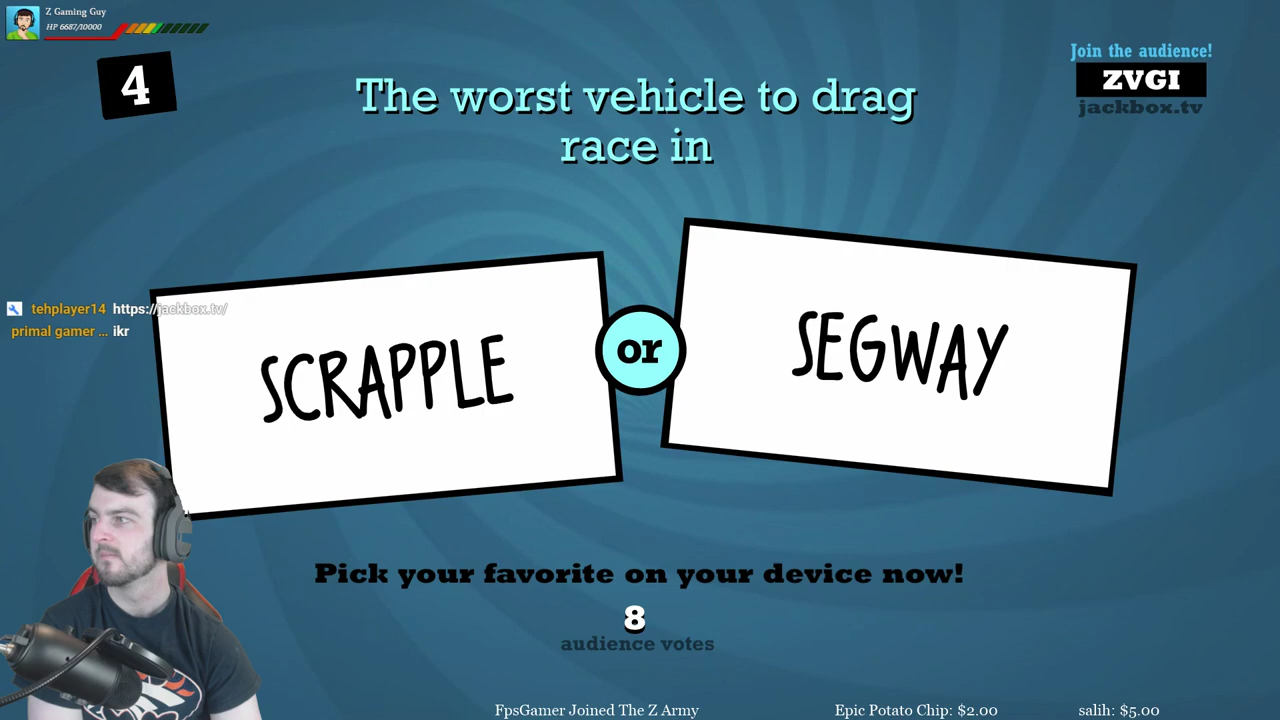 Z Gaming Guy
HP 6687/10000
4
The worst vehicle to drag
race in
Join the audience!
ZVGI
jackbox.tv
tehplayer14 https://jackbox.tv/
primal gamer ... ikr
SCRAPPLE
or
SEGWAY
Pick your favorite on your device now!
8
audience votes
FpsGamer Joined The Z Army
Epic Potato Chip: $2.00
salih: $5.00